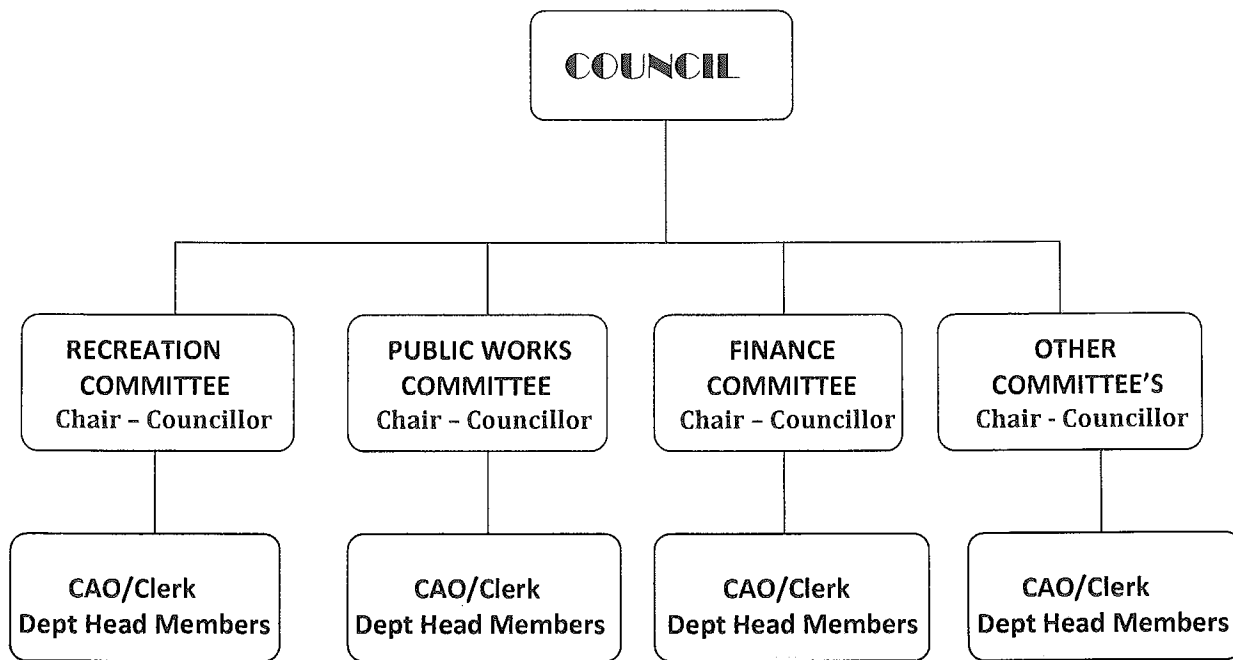 COUNCIL
RECREATION
COMMITTEE
Chair – Councillor
PUBLIC WORKS
COMMITTEE
Chair – Councillor
FINANCE
COMMITTEE
Chair – Councillor
OTHER
COMMITTEE'S
Chair - Councillor
CAO/Clerk
Dept Head Members
CAO/Clerk
Dept Head Members
CAO/Clerk
Dept Head Members
CAO/Clerk
Dept Head Members